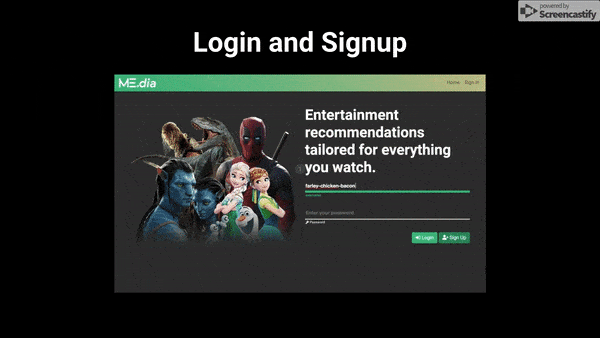 powered by
Screencastify
Login and Signup
ME.dia
Home Sign In
Entertainment
recommendations
tailored for everything
you watch.
farley-chicken-bacon
Enter your password
Password
Login Sign Up